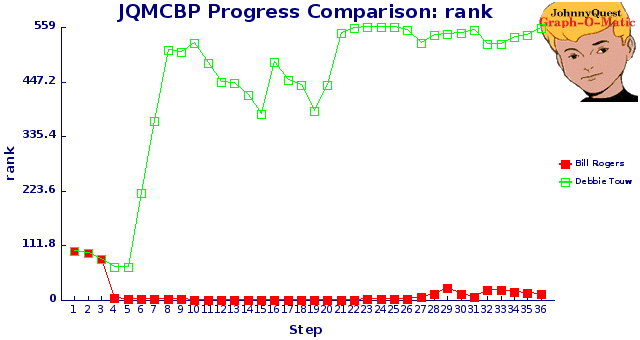 JQMCBP Progress Comparison: rank
JohnnyQuest
Graph-O-Matic
559
447.2
335.4
223.6
111.8
0
rank
Bill Rogers
Debbie Touw
1 2 3 4 5 6 7 8 9 10 11 12 13 14 15 16 17 18 19 20 21 22 23 24 25 26 27 28 29 30 31 32 33 34 35 36
Step